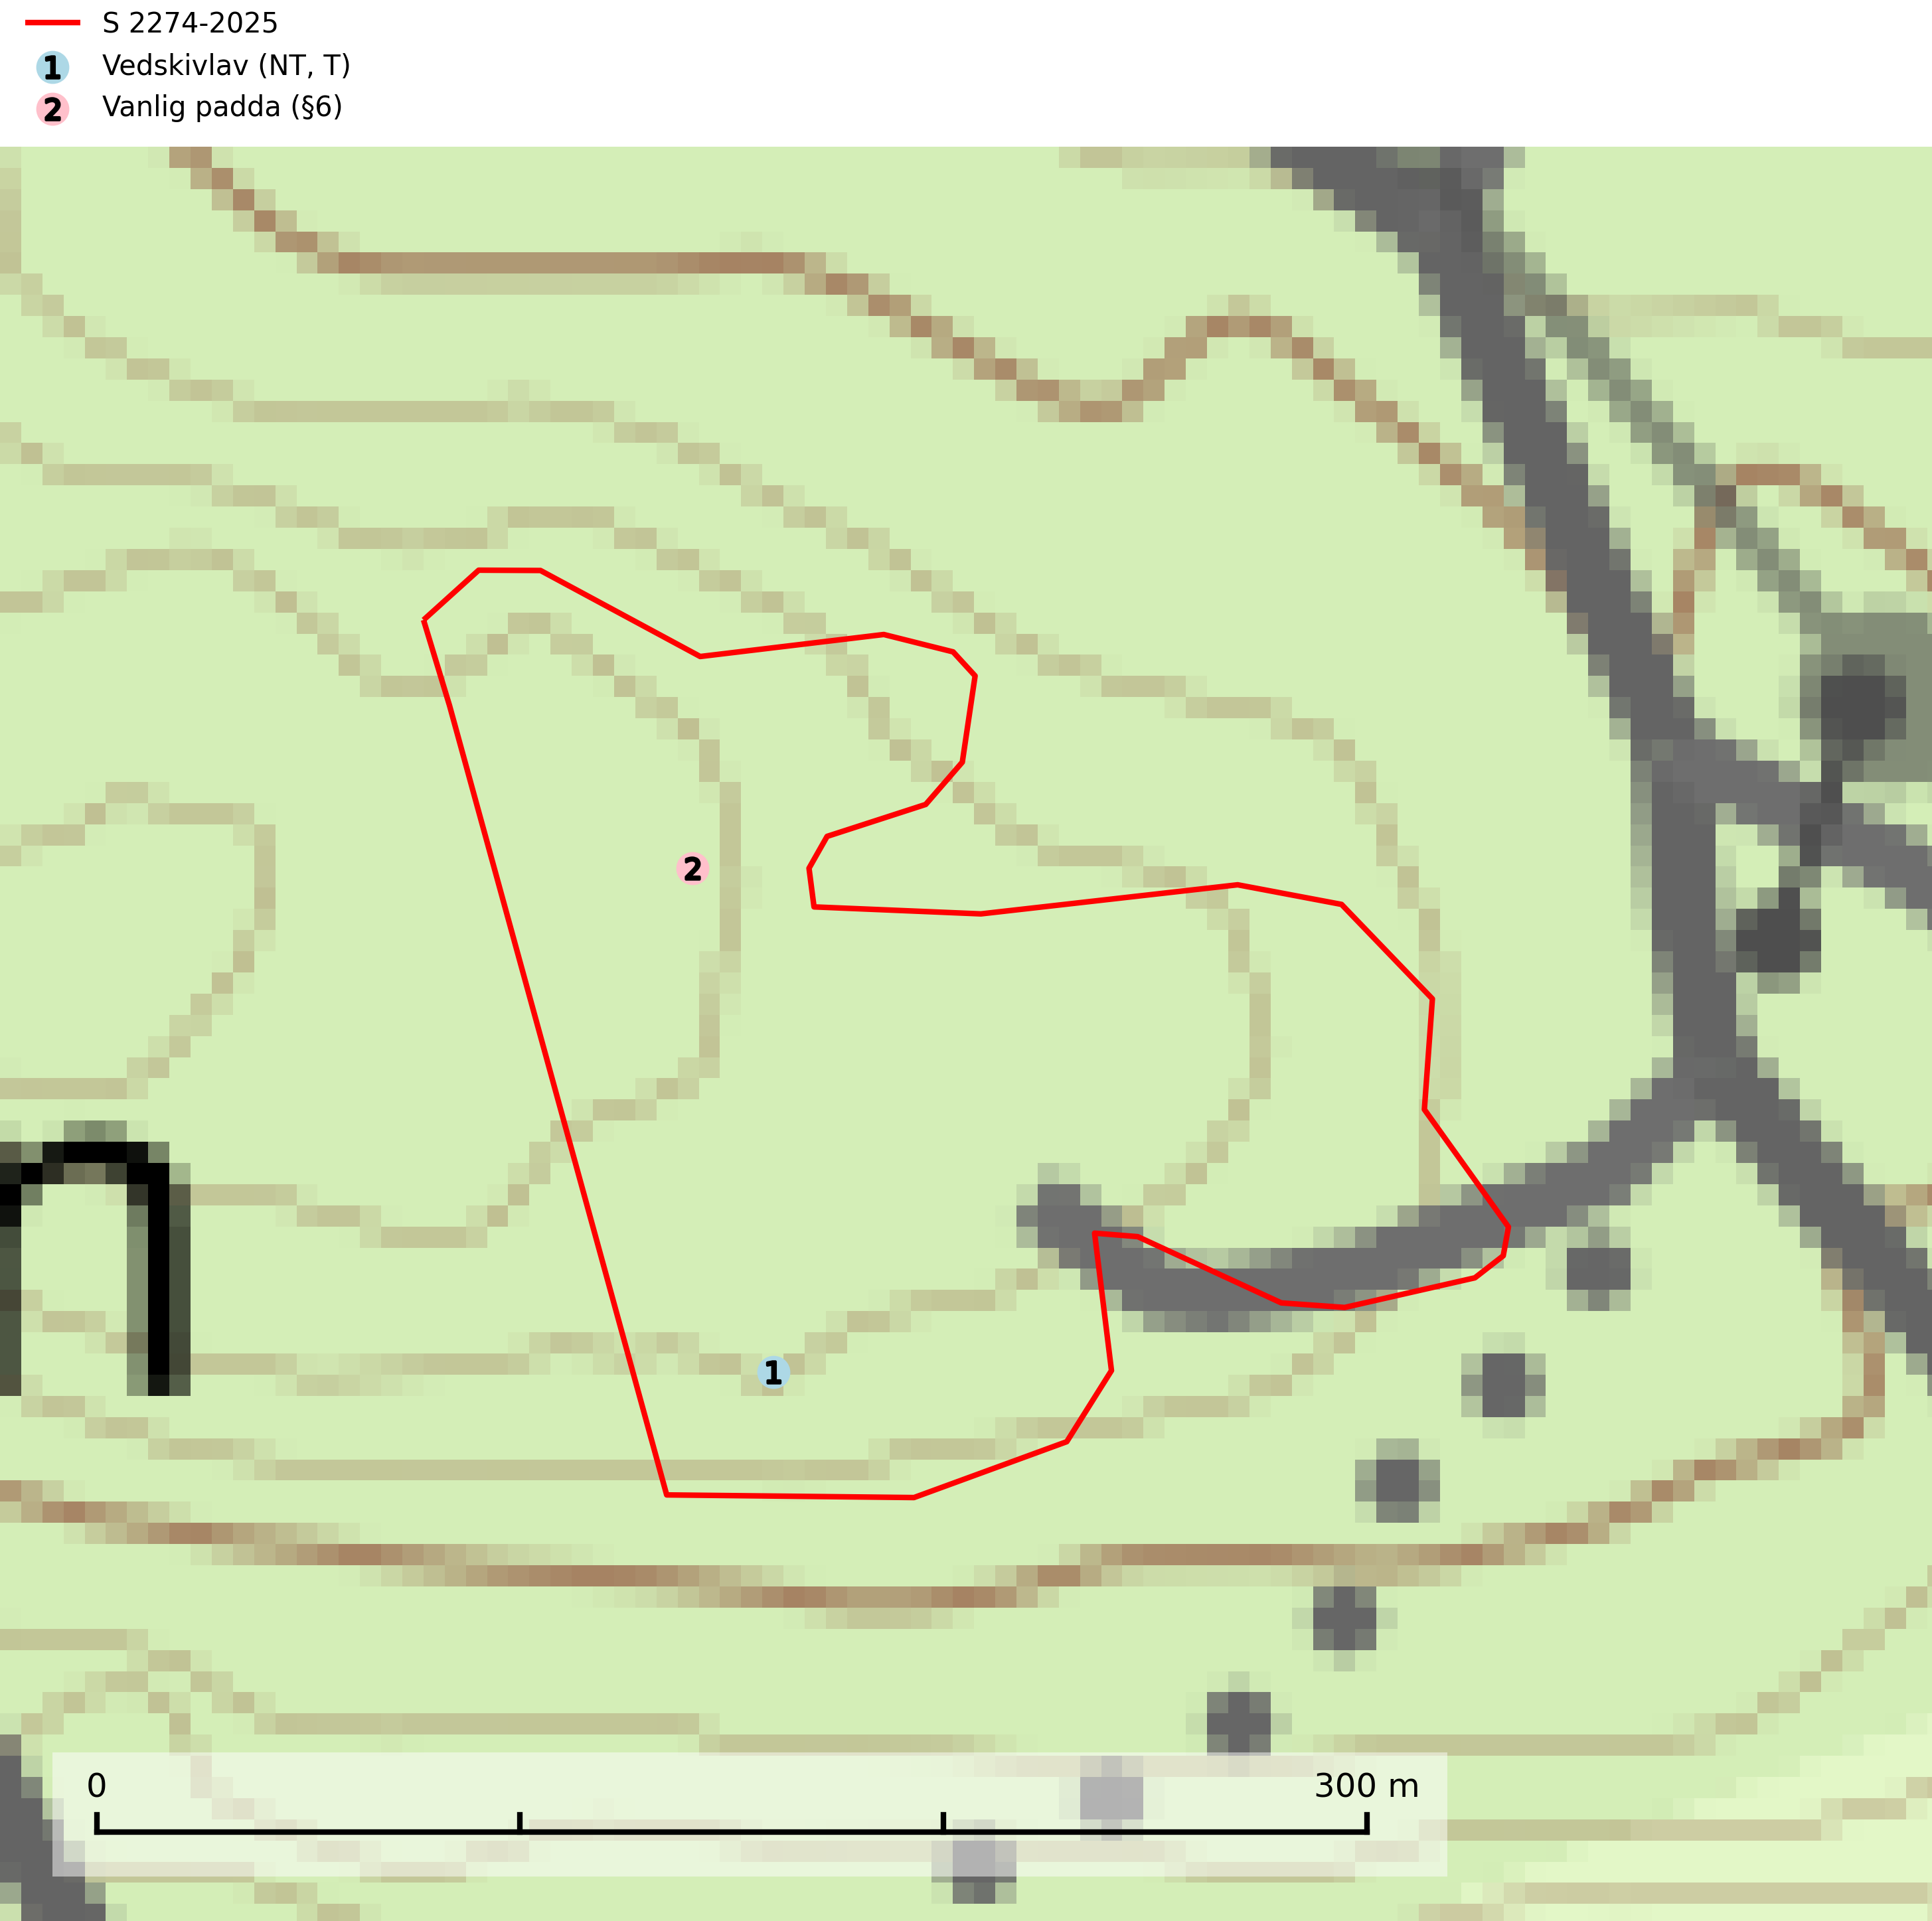 S 2274-2025
1 Vedskivlav (NT, T)
2 Vanlig padda (§6)
2
1
0 300 m